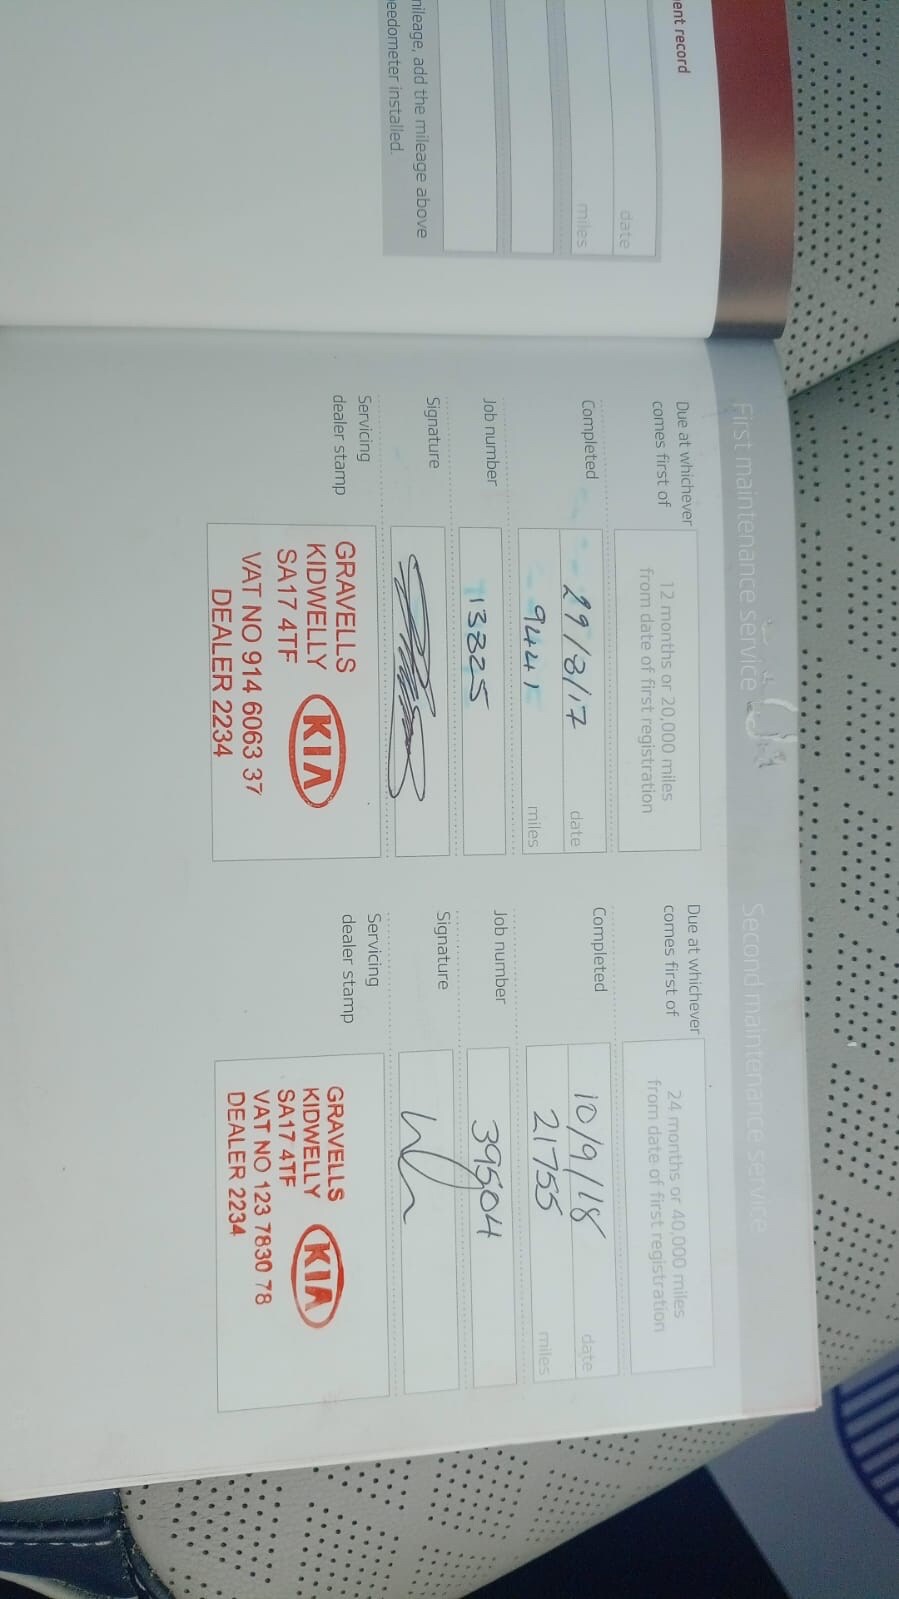 ent record
date
miles
mileage, add the mileage above
eedometer installed.
First maintenance service
Due at whichever
comes first of
12 months or 20,000 miles
from date of first registration
Completed
29/8/17
date
9441
miles
Job number
13825
Signature
Servicing
dealer stamp
GRAVELLS
KIDWELLY
SA17 4TF
KIA
VAT NO 914 6063 37
DEALER 2234
Second maintenance service
Due at whichever
comes first of
24 months or 40,000 miles
from date of first registration
Completed
10/9/18
date
21755
miles
Job number
39504
Signature
Servicing
dealer stamp
GRAVELLS
KIDWELLY
SA17 4TF
KIA
VAT NO 123 7830 78
DEALER 2234